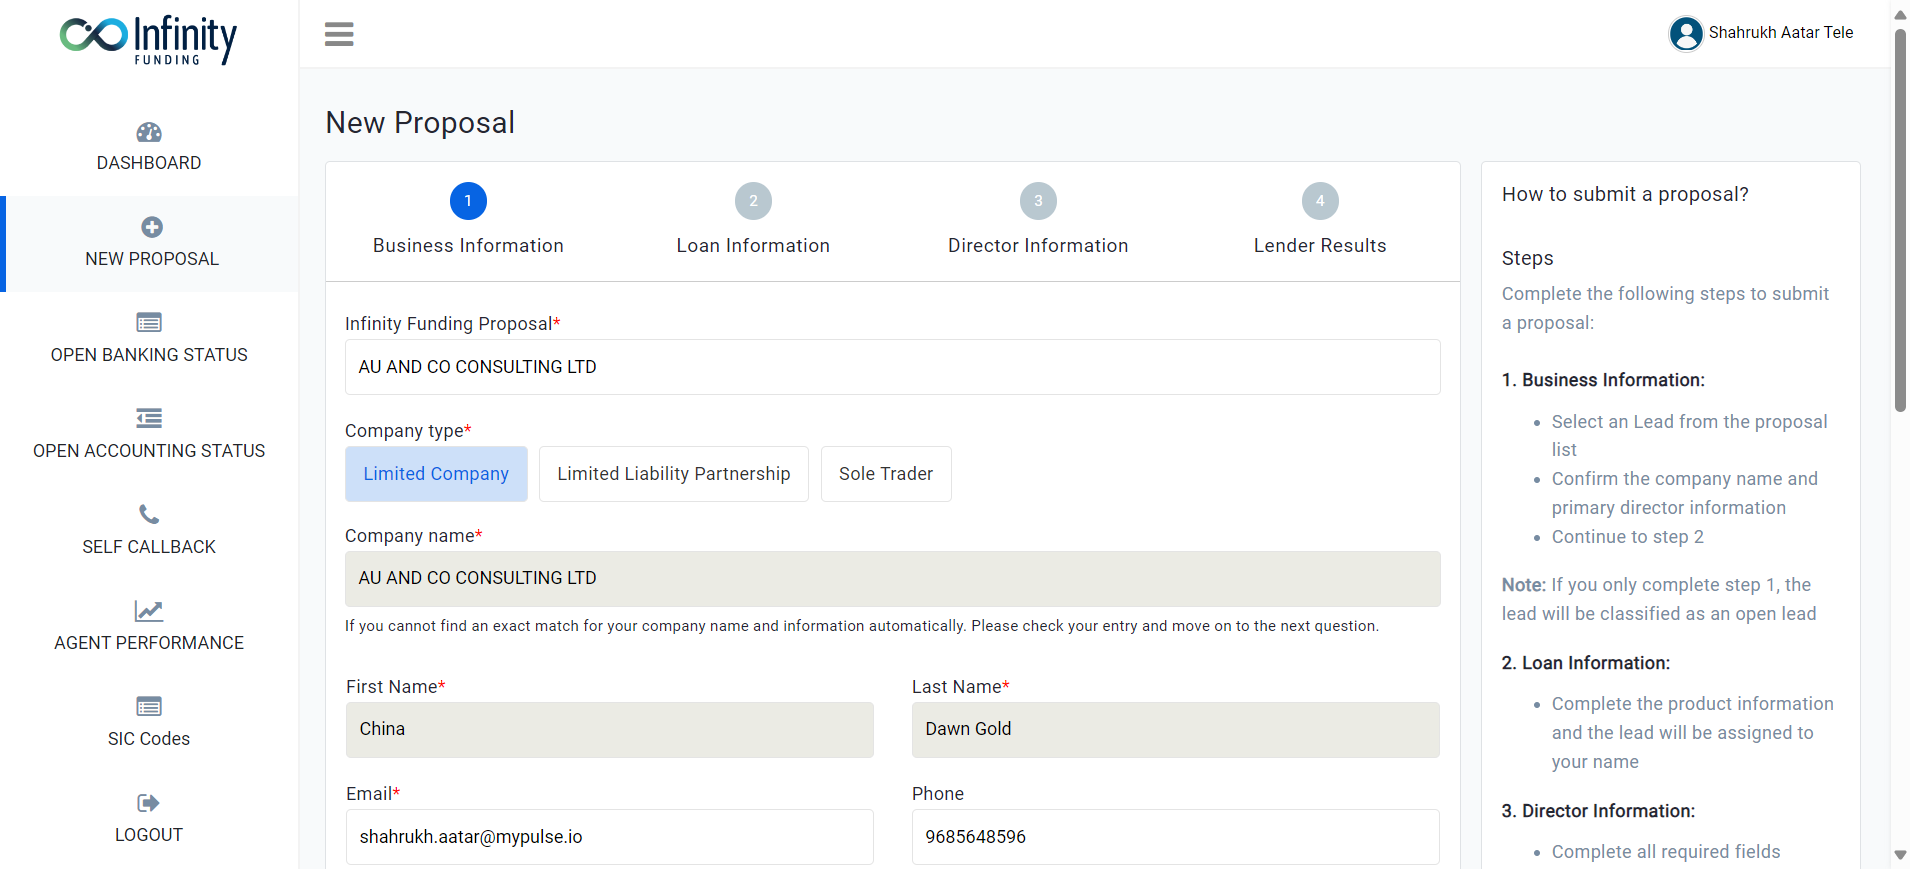 Infinity
FUNDING
Shahrukh Aatar Tele
DASHBOARD
NEW PROPOSAL
OPEN BANKING STATUS
OPEN ACCOUNTING STATUS
SELF CALLBACK
AGENT PERFORMANCE
SIC Codes
LOGOUT
New Proposal
1
Business Information
2
Loan Information
3
Director Information
4
Lender Results
Infinity Funding Proposal*
AU AND CO CONSULTING LTD
Company type*
Limited Company
Limited Liability Partnership
Sole Trader
Company name*
AU AND CO CONSULTING LTD
If you cannot find an exact match for your company name and information automatically. Please check your entry and move on to the next question.
First Name*
China
Last Name*
Dawn Gold
Email*
shahrukh.aatar@mypulse.io
Phone
9685648596
How to submit a proposal?
Steps
Complete the following steps to submit
a proposal:
1. Business Information:
• Select an Lead from the proposal
list
• Confirm the company name and
primary director information
• Continue to step 2
Note: If you only complete step 1, the
lead will be classified as an open lead
2. Loan Information:
• Complete the product information
and the lead will be assigned to
your name
3. Director Information:
• Complete all required fields